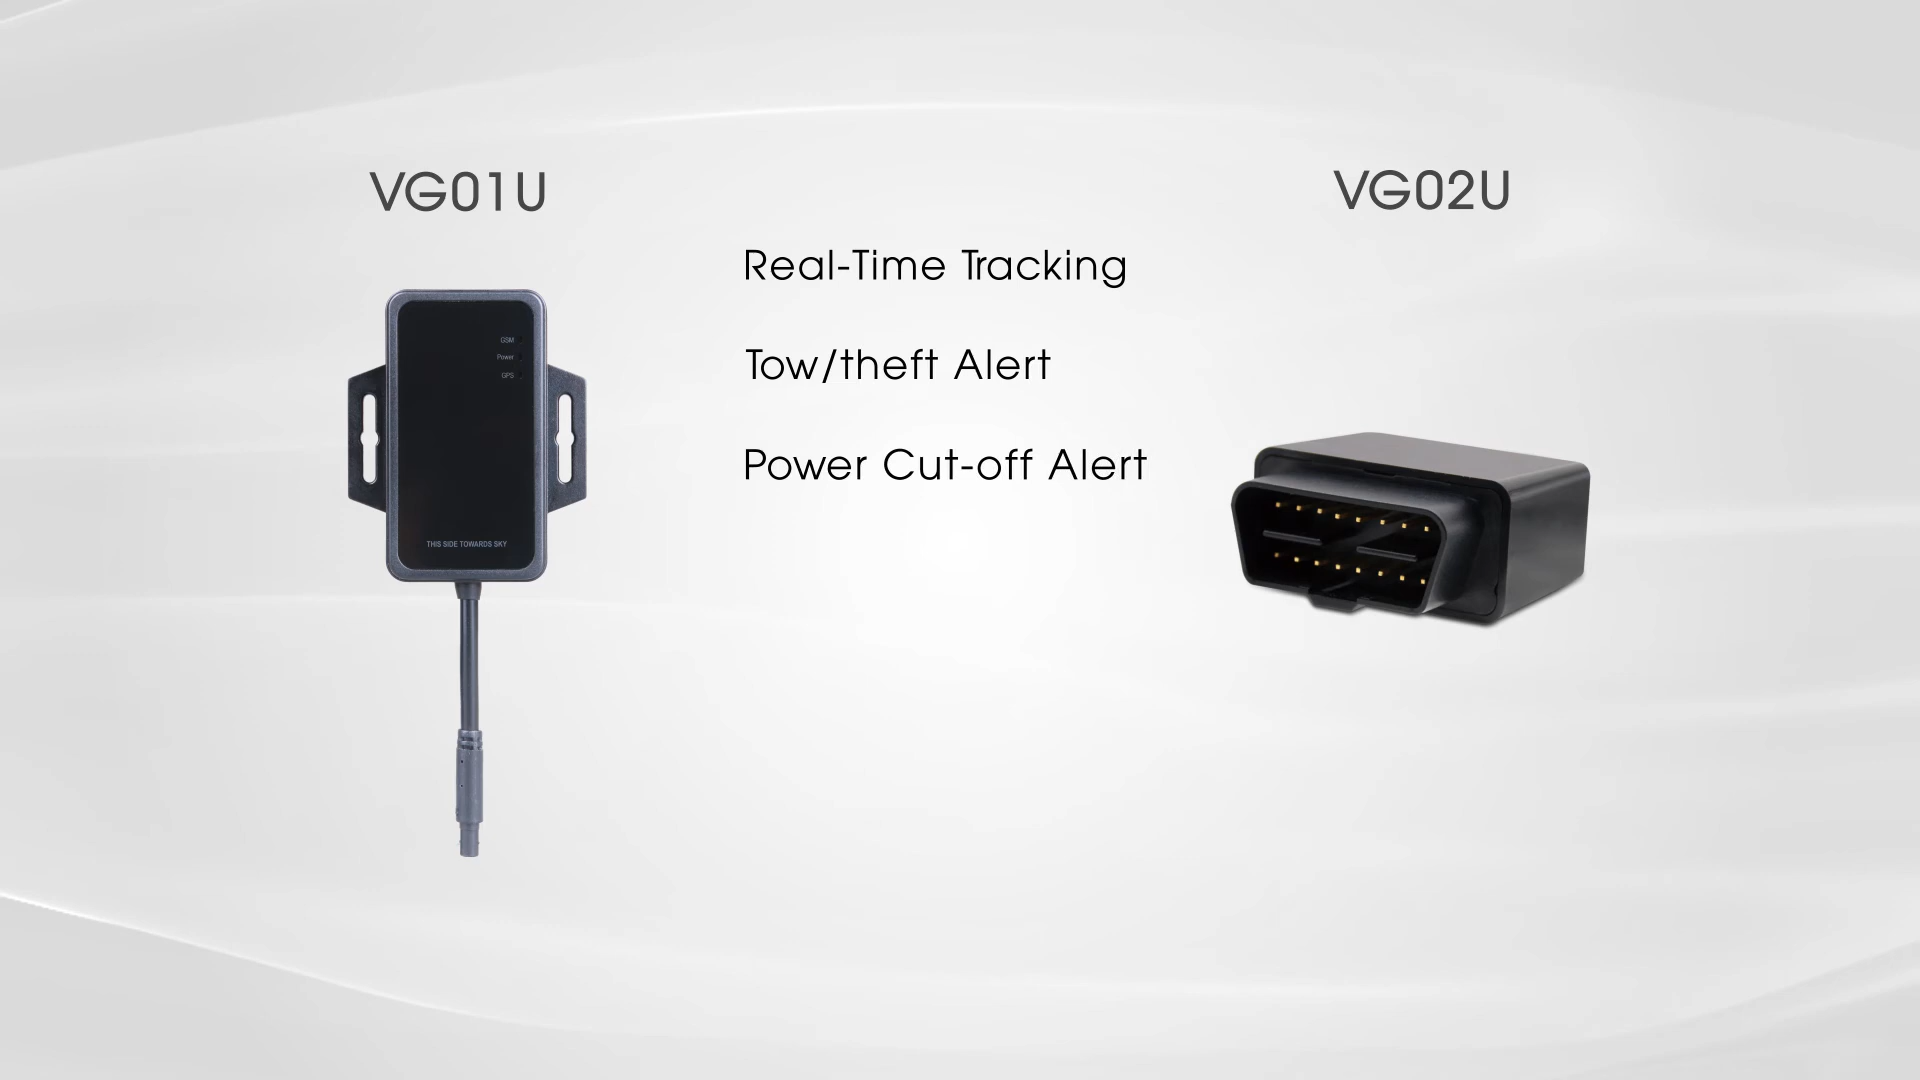 VG01U
VG02U
Real-Time Tracking
Tow/theft Alert
Power Cut-off Alert
GSM
Power
GPS
THIS SIDE TOWARDS SKY